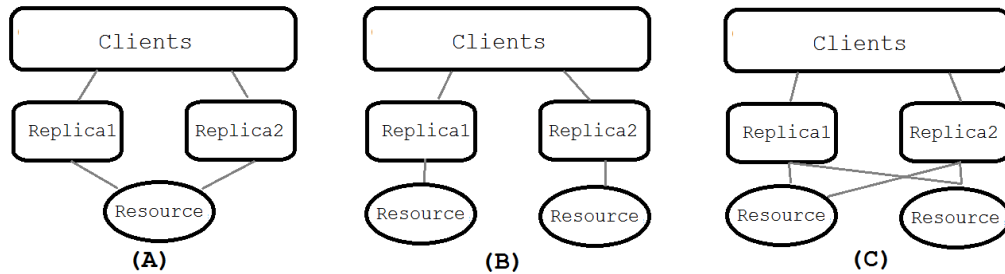 Clients
Replica1 Replica2
Resource
(A)
Clients
Replica1 Replica2
Resource Resource
(B)
Clients
Replica1 Replica2
Resource Resource
(C)